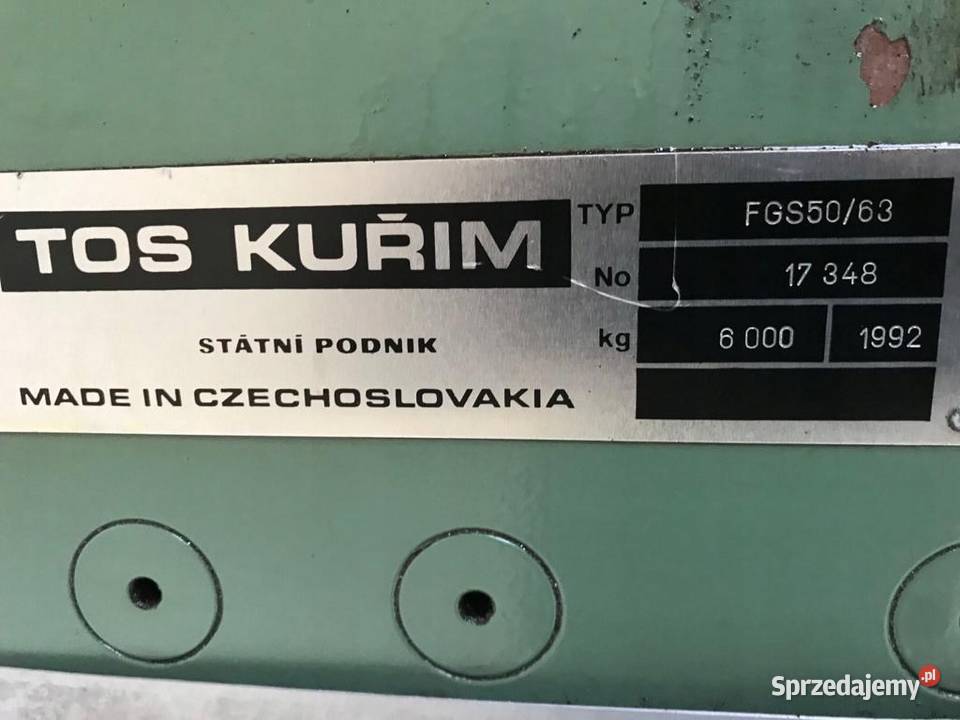 TOS KUŘIM
STÁTNÍ PODNIK
MADE IN CZECHOSLOVAKIA
TYP FGS50/63
No 17 348
kg 6 000 1992
Sprzedajemy.pl